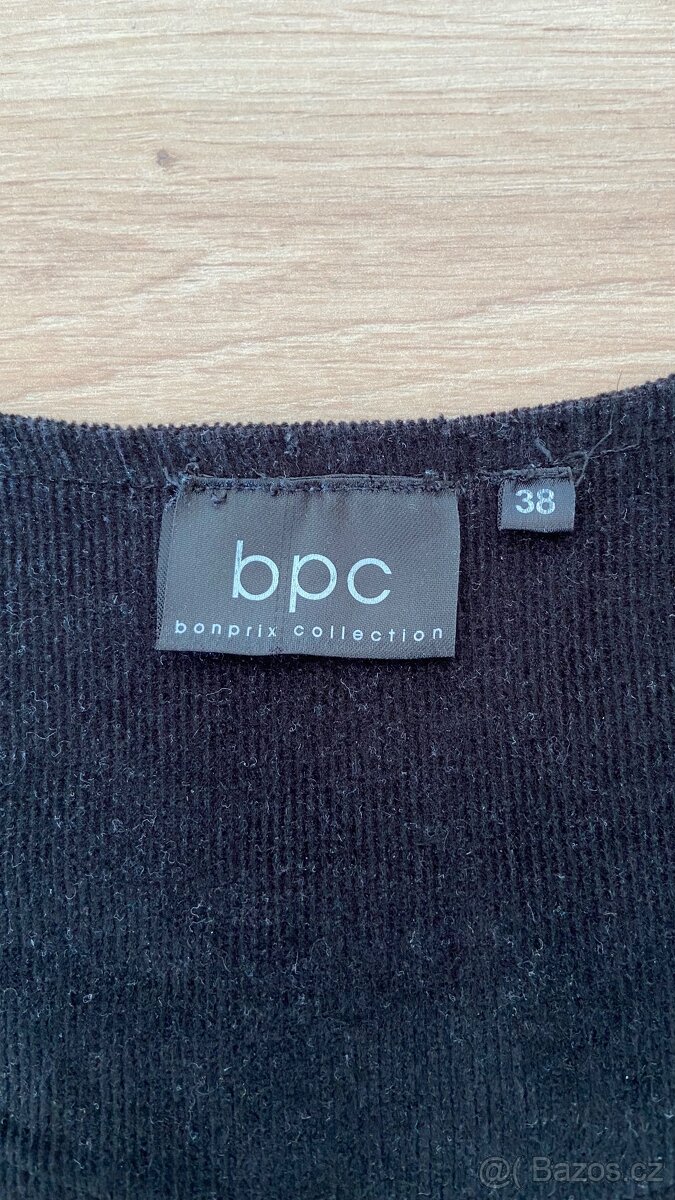 bpc
bonprix collection
38
@( Bazos.cz